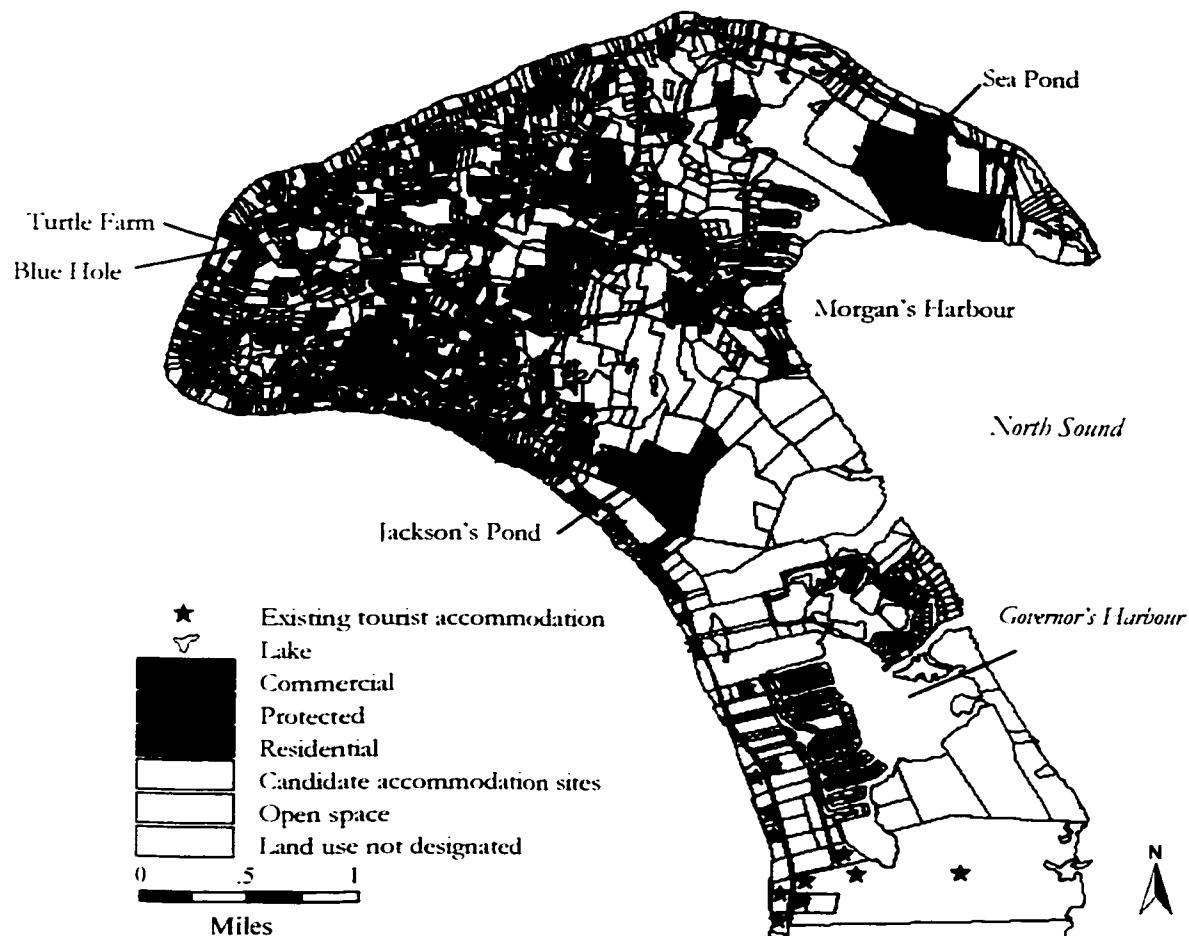 Sea Pond
Turtle Farm
Blue Hole
Morgan's Harbour
North Sound
Jackson's Pond
Existing tourist accommodation
Governor's Harbour
Lake
Commercial
Protected
Residential
Candidate accommodation sites
Open space
Land use not designated
0 .5 1
Miles
N